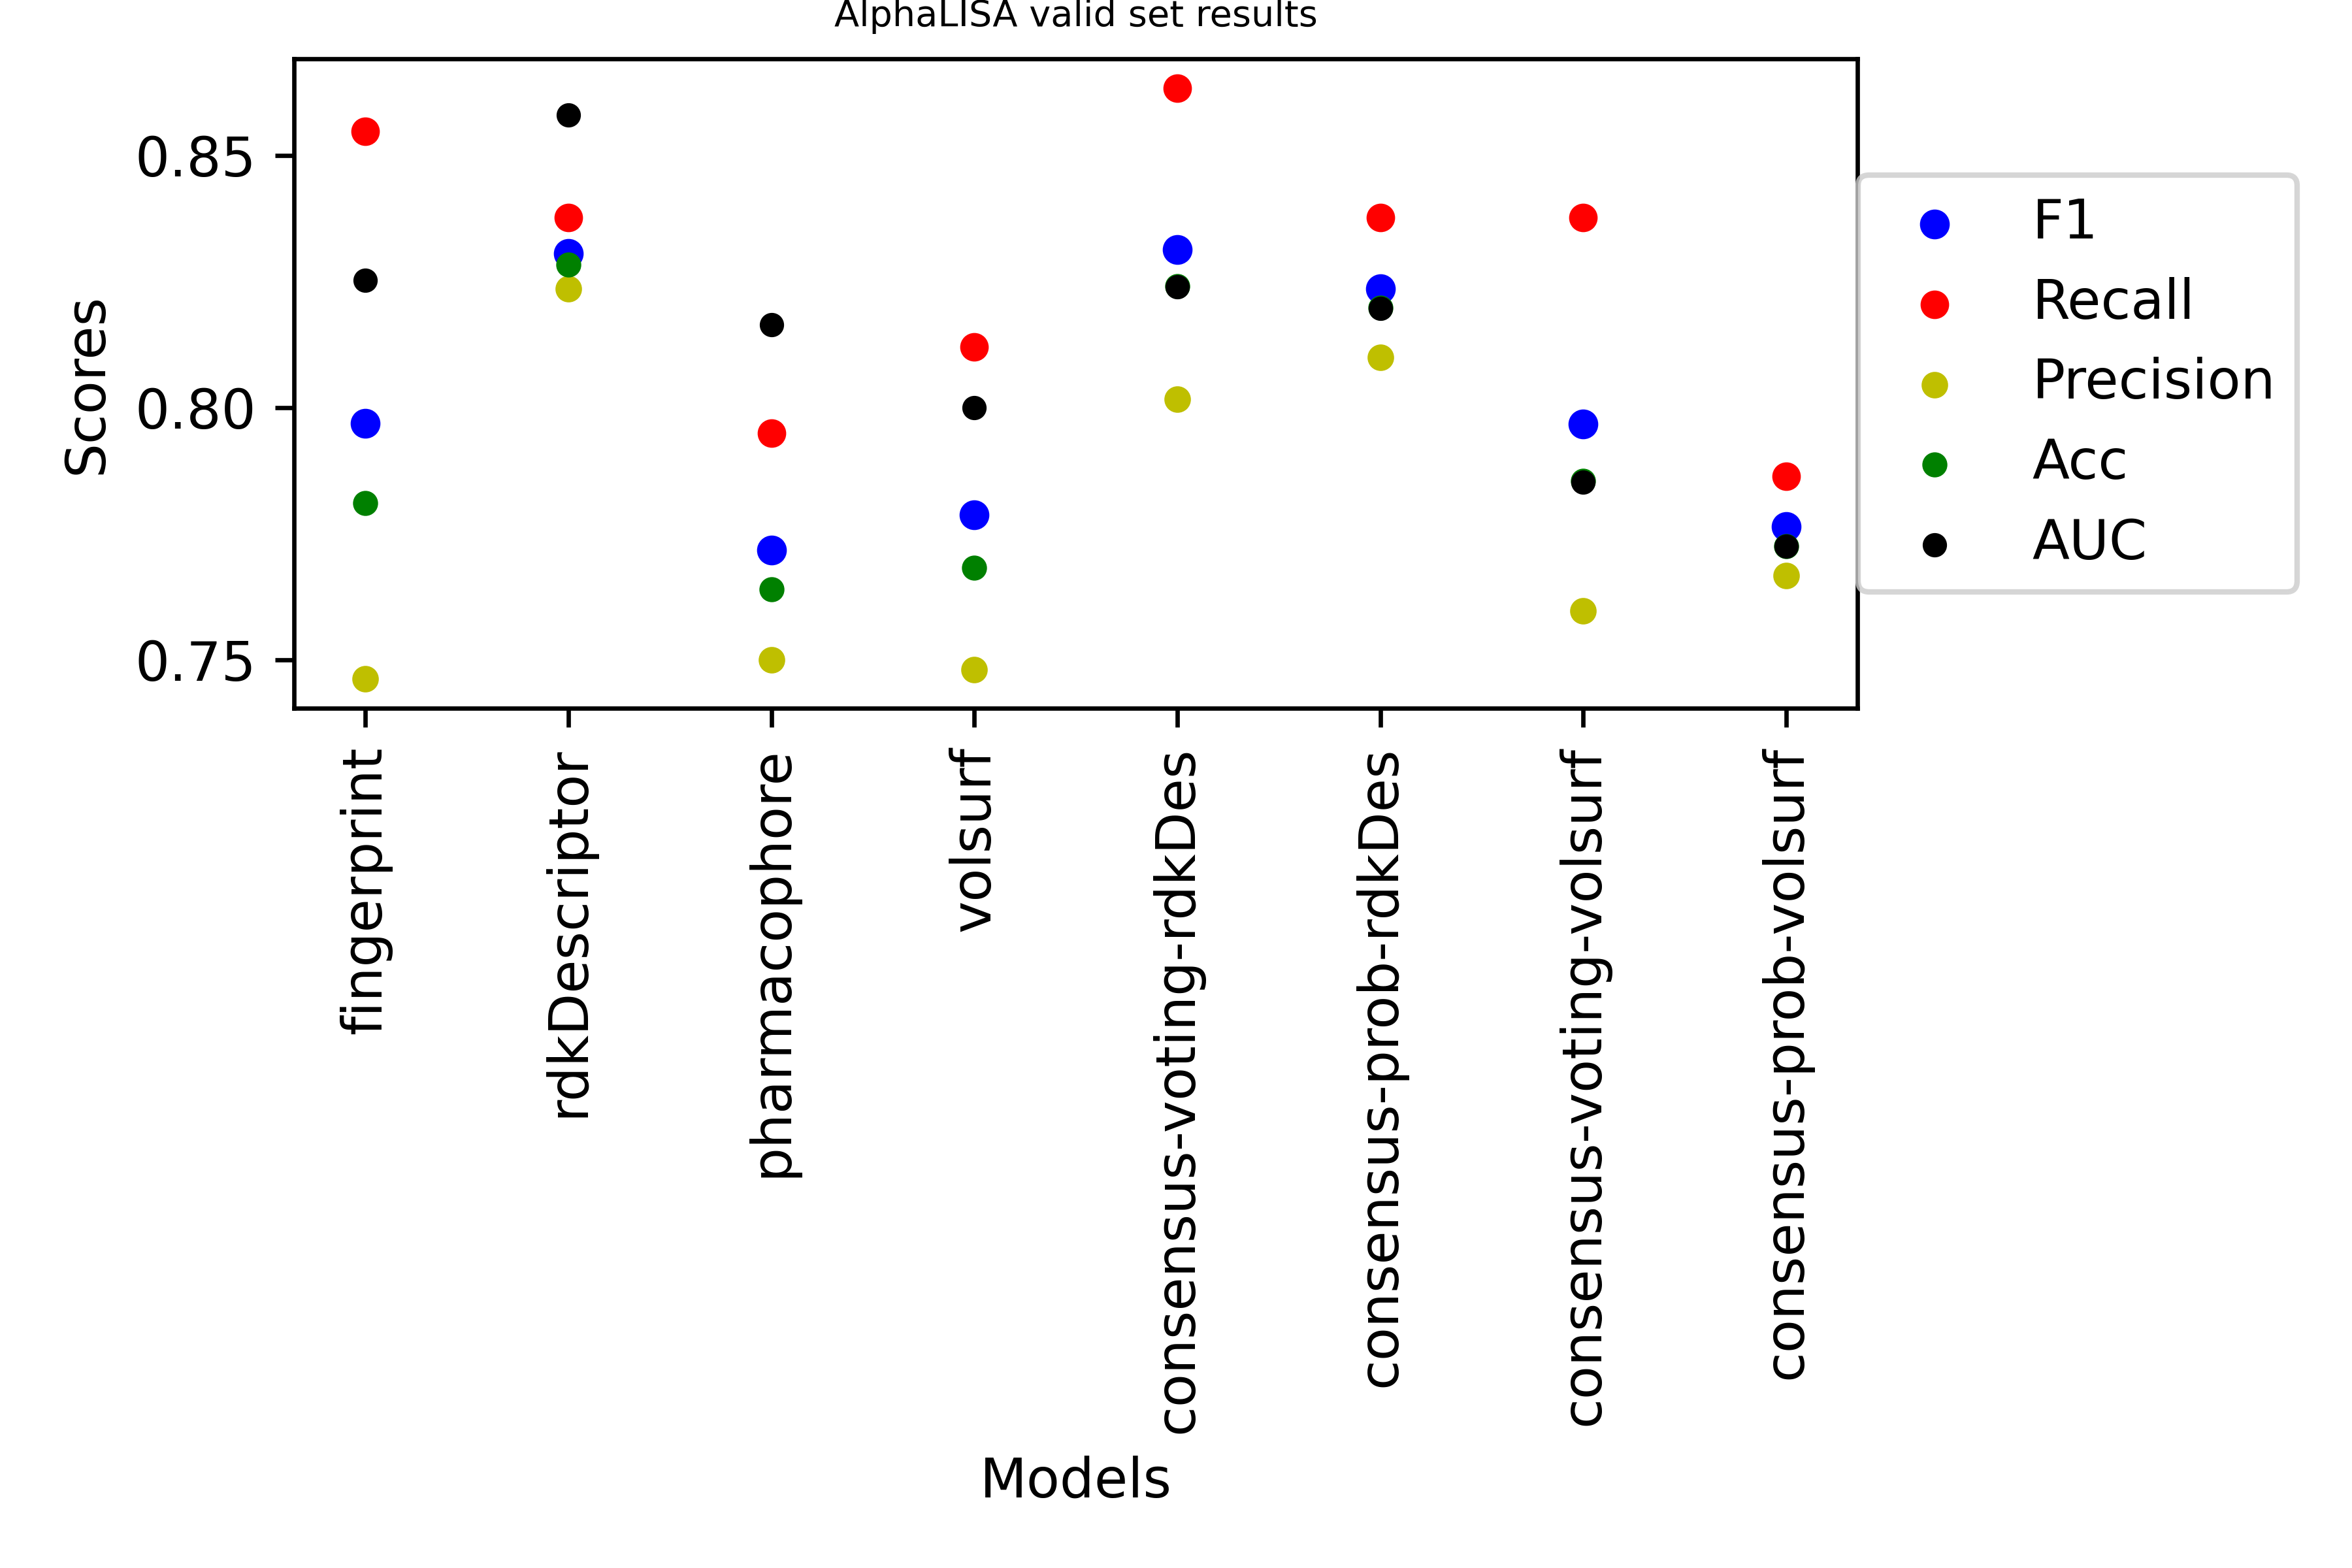 AlphaLISA valid set results
0.85
0.80
0.75
Scores
F1
Recall
Precision
Acc
AUC
fingerprint
rdkDescriptor
pharmacophore
volsurf
consensus-voting-rdkDes
consensus-prob-rdkDes
consensus-voting-volsurf
consensus-prob-volsurf
Models